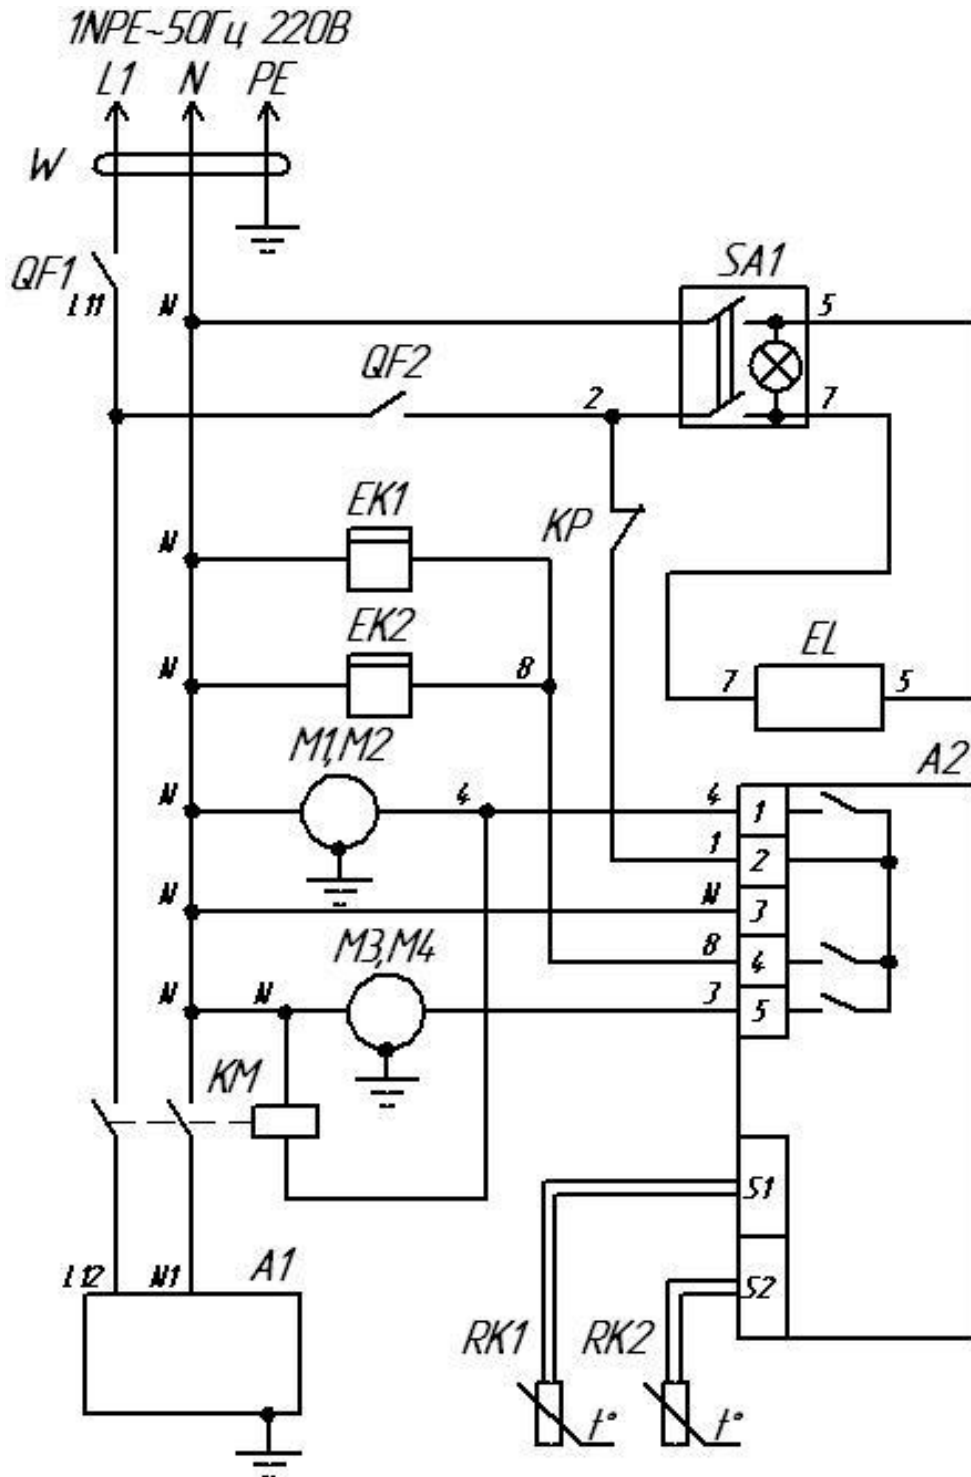 1NPE~50Гц 220В
L1 N PE
W
QF1
L11 N
SA1
5
QF2
2
7
EK1
N
KP
EK2
N 8
EL
7 5
M1,M2
A2
N 4 4 1
1 2
N N 3
M3,M4
8 4
N N 3 5
KM
S1
L12 N1 A1
S2
RK1 RK2
t° t°